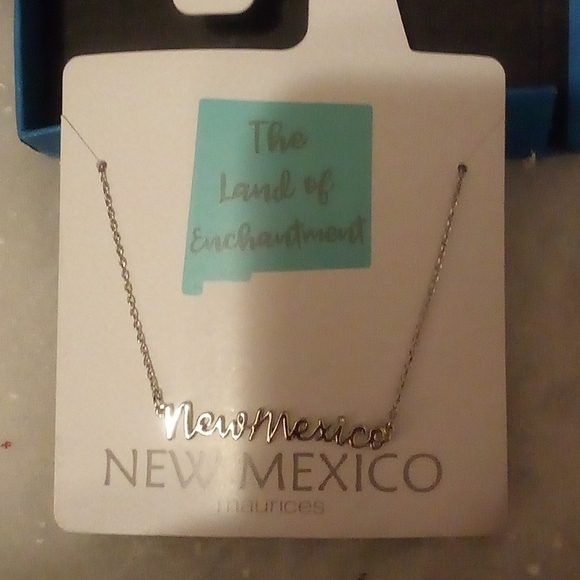 The
Land of
Enchantment
New Mexico
NEW MEXICO
maurices